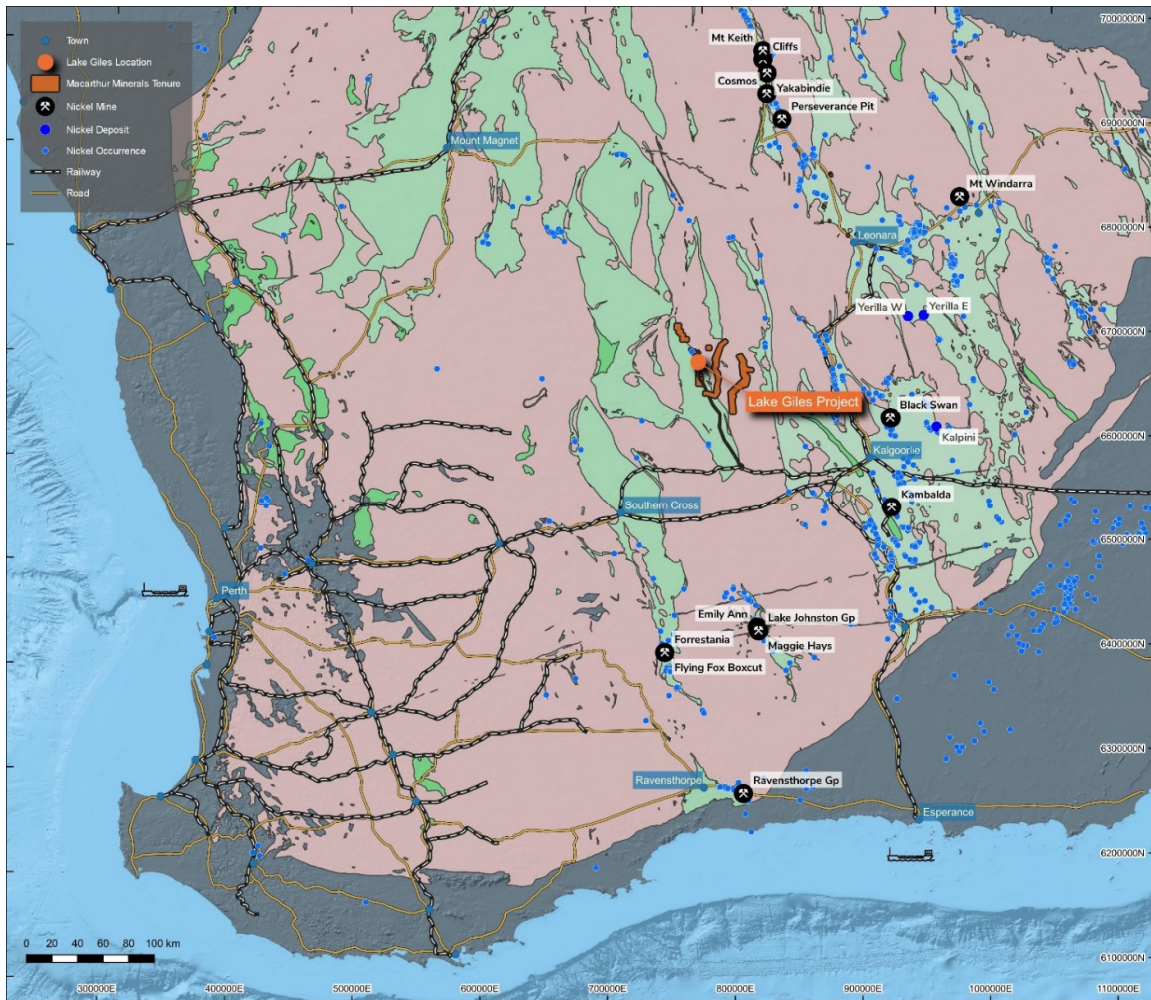 Town
Lake Giles Location
Macarthur Minerals Tenure
Nickel Mine
Nickel Deposit
Nickel Occurrence
Railway
Road
7000000N
Mt Keith
Cliffs
Cosmos
Yakabindie
Perseverance Pit
6900000N
Mount Magnet
Mt Windarra
6800000N
Leonara
Yerilla W
Yerilla E
6700000N
Lake Giles Project
Black Swan
Kalpini
6600000N
Kalgoorlie
Southern Cross
Kambalda
6500000N
Perth
Emily Ann
Lake Johnston Gp
Forrestania
Maggie Hays
6400000N
Flying Fox Boxcut
6300000N
Ravensthorpe
Ravensthorpe Gp
Esperance
6200000N
0 20 40 60 80 100 km
6100000N
300000E 400000E 500000E 600000E 700000E 800000E 900000E 1000000E 1100000E